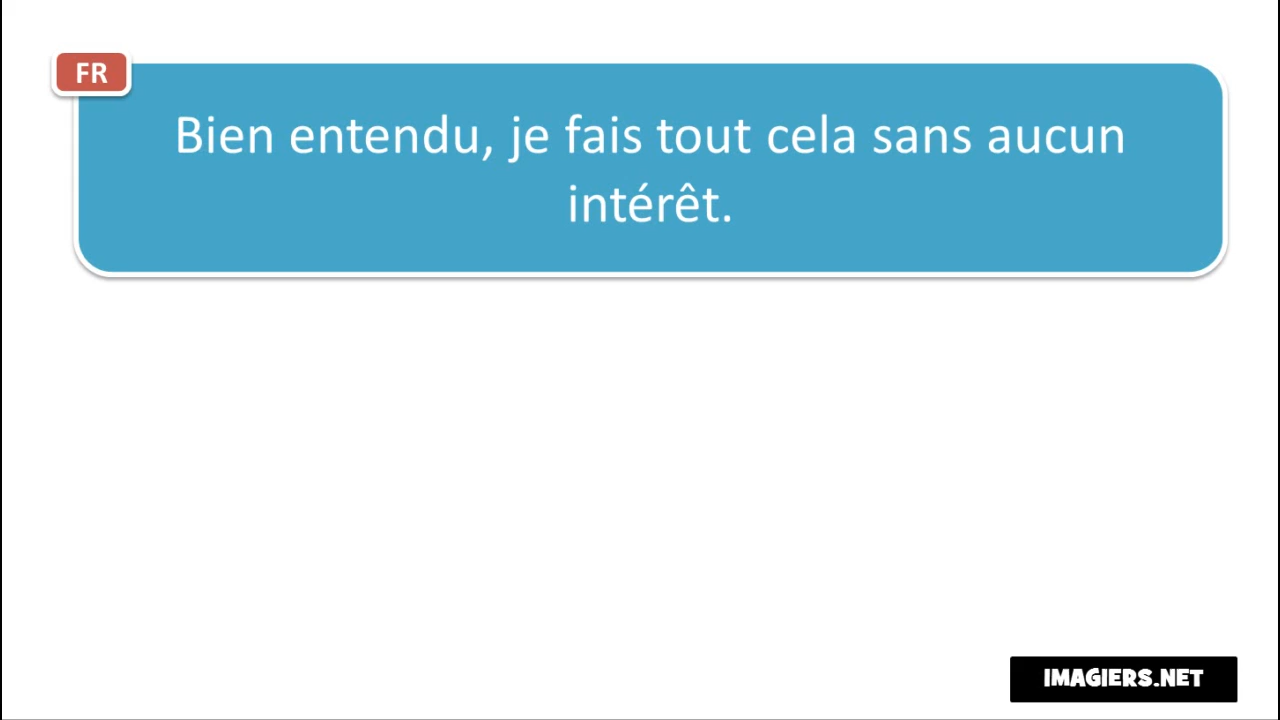 FR
Bien entendu, je fais tout cela sans aucun
intérêt.
IMAGIERS.NET